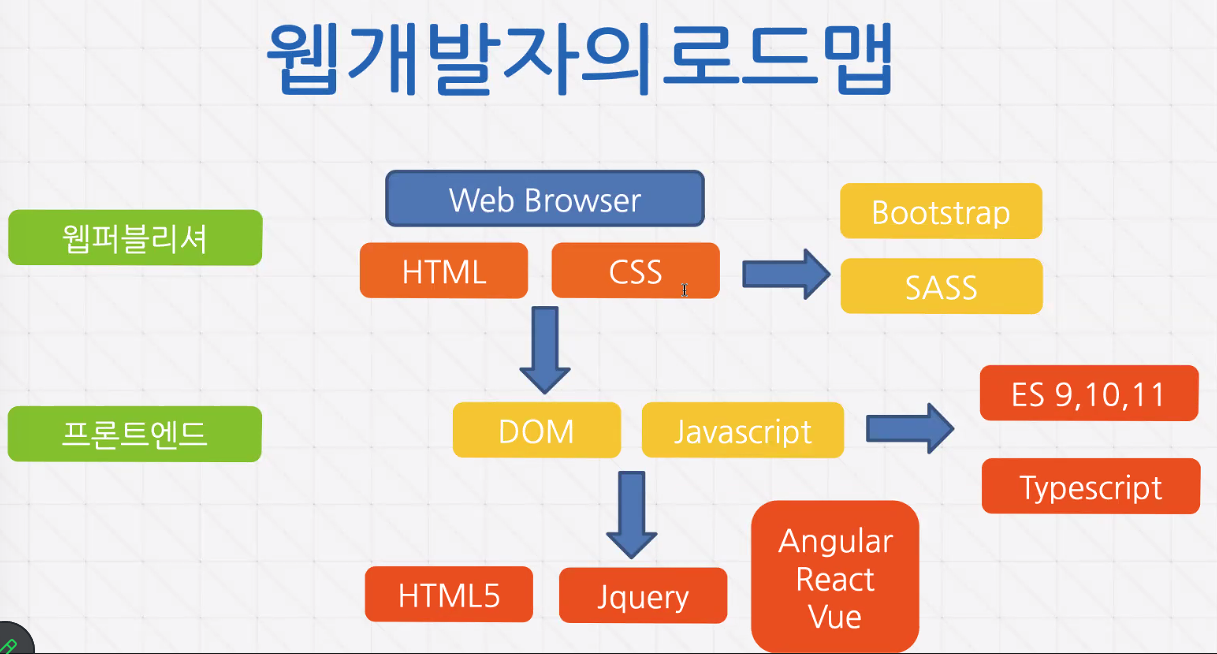 웹개발자의로드맵
Web Browser
웹퍼블리셔
HTML
CSS
Bootstrap
SASS
프론트엔드
DOM
Javascript
ES 9,10,11
Typescript
HTML5
Jquery
Angular
React
Vue